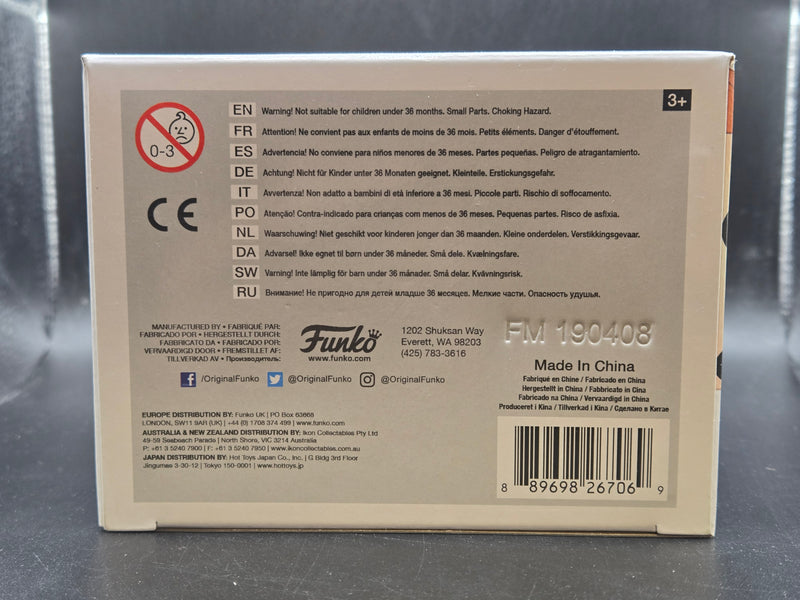 3+
0-3
EN Warning! Not suitable for children under 36 months. Small Parts. Choking Hazard.
FR Attention! Ne convient pas aux enfants de moins de 36 mois. Petits éléments. Danger d'étouffement.
ES Advertencia! No conviene para niños menores de 36 meses. Partes pequeñas. Peligro de atragantamiento.
DE Achtung! Nicht für Kinder unter 36 Monaten geeignet. Kleinteile. Erstickungsgefahr.
IT Avvertenza! Non adatto a bambini di età inferiore a 36 mesi. Piccole parti. Rischio di soffocamento.
PO Atenção! Contra-indicado para crianças com menos de 36 meses. Pequenas partes. Risco de asfixia.
NL Waarschuwing! Niet geschikt voor kinderen jonger dan 36 maanden. Kleine onderdelen. Verstikkingsgevaar.
DA Advarsel! Ikke egnet til børn under 36 måneder. Små dele. Kvælningsfare.
SW Varning! Inte lämplig för barn under 36 månader. Små delar. Kvävningsrisk.
RU Внимание! Не пригодно для детей младше 36 месяцев. Мелкие части. Опасность удушья.
CE
MANUFACTURED BY • FABRIQUÉ PAR:
FABRICADO POR • HERGESTELLT DURCH:
FABBRICATO DA • FABRICADO POR:
VERVAARDIGD DOOR • FREMSTILLET AF:
TILLVERKAD AV • Производитель:
Funko
www.funko.com
1202 Shuksan Way
Everett, WA 98203
(425) 783-3616
FM 190408
/OriginalFunko @OriginalFunko @OriginalFunko
Made In China
Fabriqué en Chine / Fabricado en China
Hergestellt in China / Fabbricato in Cina
Fabricado na China / Vervaardigd in China
Produceret i Kina / Tillverkad i Kina / Сделано в Китае
EUROPE DISTRIBUTION BY: Funko UK | PO Box 63668
LONDON, SW11 9AR (UK) | +44 (0) 1708 374 499 | www.funko.com
AUSTRALIA & NEW ZEALAND DISTRIBUTION BY: Ikon Collectables Pty Ltd
49-59 Seabeach Parade | North Shore, VIC 3214 Australia
P: +61 3 5240 7900 | F: +61 3 5240 7950 | www.ikoncollectables.com.au
JAPAN DISTRIBUTION BY: Hot Toys Japan Co., Inc. | G Bldg 3rd Floor
Jingumae 3-30-12 | Tokyo 150-0001 | www.hottoys.jp
8 89698 26706 9